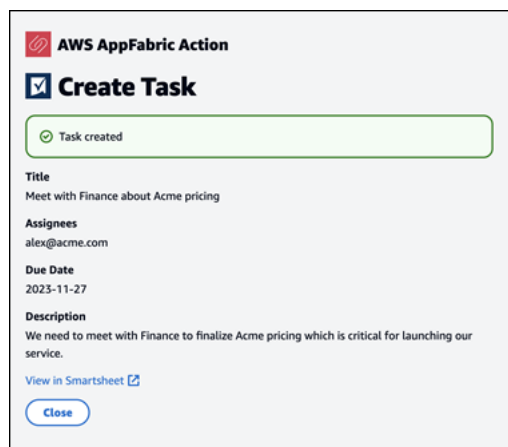 AWS AppFabric Action
Create Task
Task created
Title
Meet with Finance about Acme pricing
Assignees
alex@acme.com
Due Date
2023-11-27
Description
We need to meet with Finance to finalize Acme pricing which is critical for launching our
service.
View in Smartsheet
Close